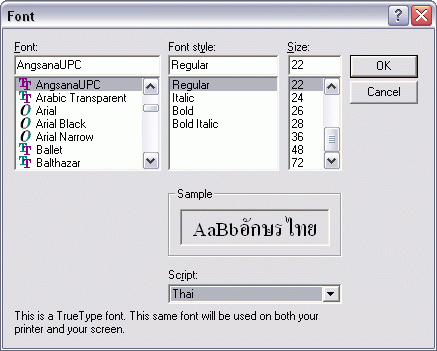 Font
Font: Font style: Size:
AngsanaUPC Regular 22 OK
AngsanaUPC Regular 22 Cancel
Arabic Transparent Italic 24
Arial Bold 26
Arial Black Bold Italic 28
Arial Narrow 36
Ballet 48
Balthazar 72
Sample
AaBbอักษรไทย
Script:
Thai
This is a TrueType font. This same font will be used on both your
printer and your screen.